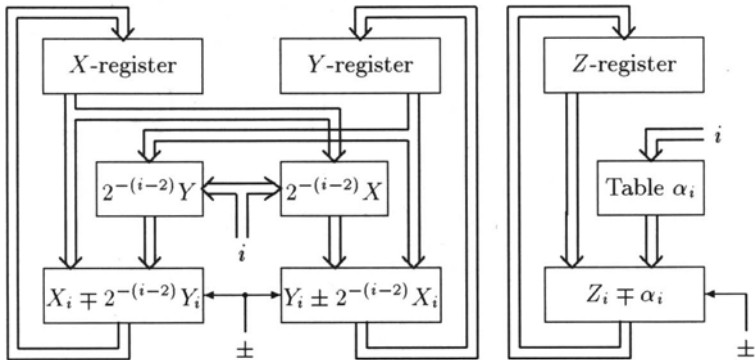 X-register
Y-register
Z-register
i
2^{-(i-2)}Y
2^{-(i-2)}X
Table α_i
i
X_i ∓ 2^{-(i-2)}Y_i
Y_i ± 2^{-(i-2)}X_i
Z_i ∓ α_i
±
±